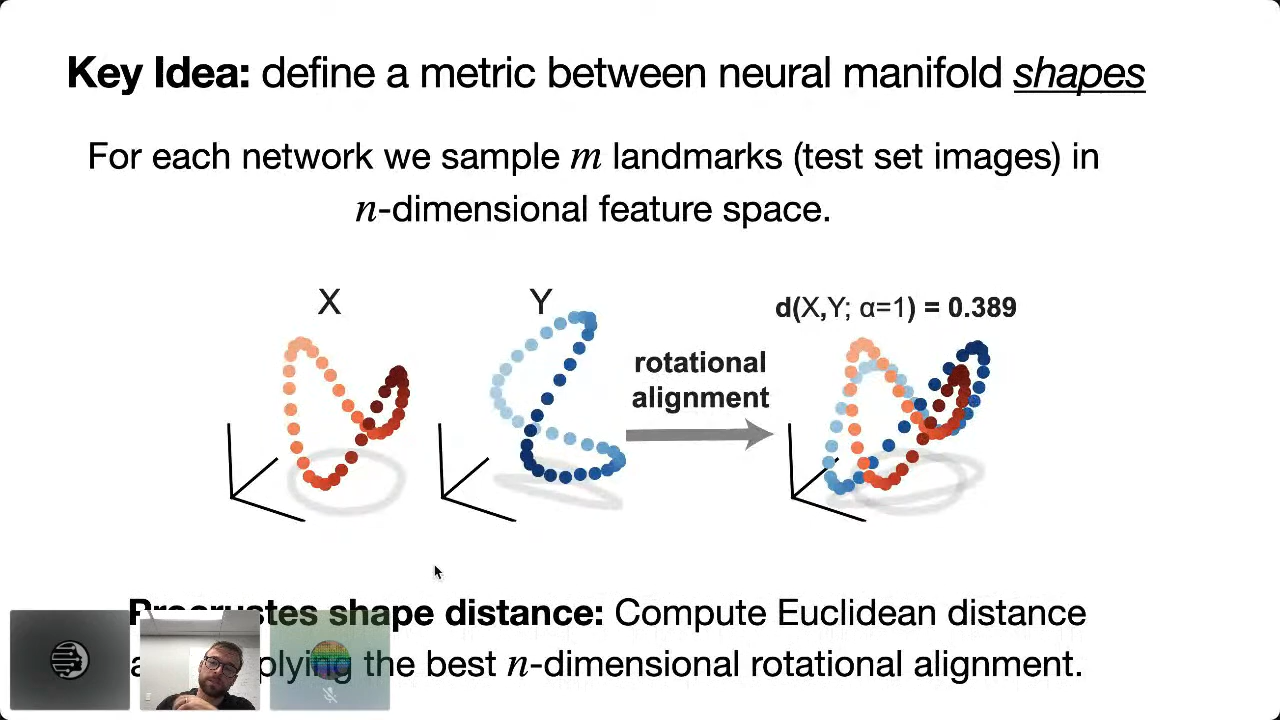 Key Idea: define a metric between neural manifold shapes
For each network we sample m landmarks (test set images) in
n-dimensional feature space.
X
Y
d(X,Y; α=1) = 0.389
rotational
alignment
Procrustes shape distance: Compute Euclidean distance
the best n-dimensional rotational alignment.